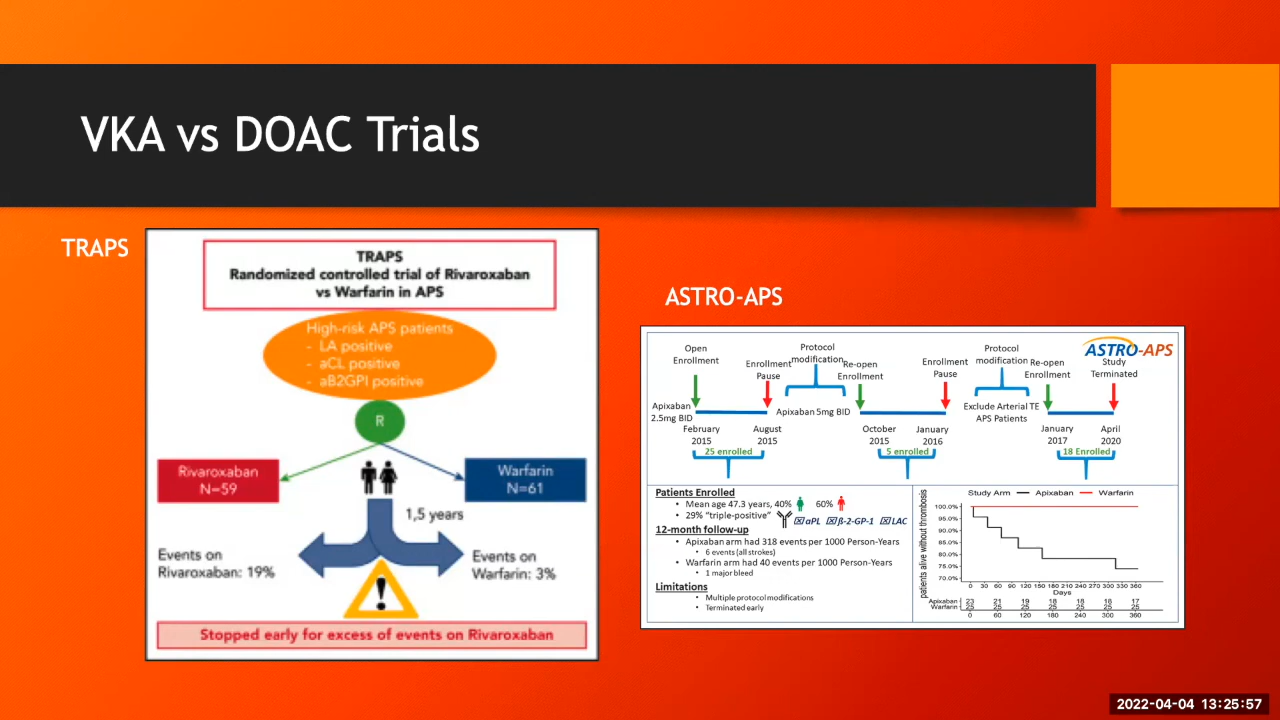 VKA vs DOAC Trials
TRAPS
TRAPS
Randomized controlled trial of Rivaroxaban
vs Warfarin in APS
High-risk APS patients
- LA positive
- aCL positive
- aB2GPI positive
R
Rivaroxaban
N=59
Warfarin
N=61
1,5 years
Events on
Rivaroxaban: 19%
Events on
Warfarin: 3%
!
Stopped early for excess of events on Rivaroxaban
ASTRO-APS
ASTRO-APS
Open
Enrollment
Enrollment
Pause
Protocol
modification
Re-open
Enrollment
Enrollment
Pause
Protocol
modification
Re-open
Enrollment
Study
Terminated
Apixaban
2.5mg BID
Apixaban 5mg BID
Exclude Arterial TE
APS Patients
February
2015
August
2015
October
2015
January
2016
January
2017
April
2020
25 enrolled
5 enrolled
18 Enrolled
Patients Enrolled
• Mean age 47.3 years, 40% 60%
• 29% "triple-positive" ☒ aPL ☒ β-2-GP-1 ☒ LAC
12-month follow-up
• Apixaban arm had 318 events per 1000 Person-Years
• 6 events (all strokes)
• Warfarin arm had 40 events per 1000 Person-Years
• 1 major bleed
Limitations
• Multiple protocol modifications
• Terminated early
Study Arm Apixaban Warfarin
patients alive without thrombosis
100.0%
95.0%
90.0%
85.0%
80.0%
75.0%
70.0%
0 30 60 90 120 150 180 210 240 270 300 330 360
Days
Apixaban 23 21 19 18 18 18 17
Warfarin 25 25 25 25 25 25 25
0 60 120 180 240 300 360
2022-04-04 13:25:57